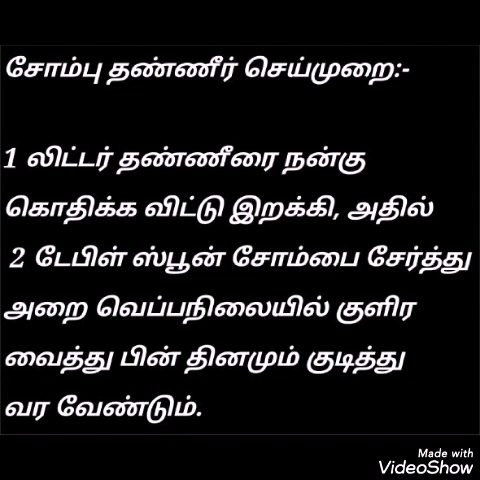 சோம்பு தண்ணீர் செய்முறை:-
1 லிட்டர் தண்ணீரை நன்கு
கொதிக்க விட்டு இறக்கி, அதில்
2 டேபிள் ஸ்பூன் சோம்பை சேர்த்து
அறை வெப்பநிலையில் குளிர
வைத்து பின் தினமும் குடித்து
வர வேண்டும்.
Made with
VideoShow